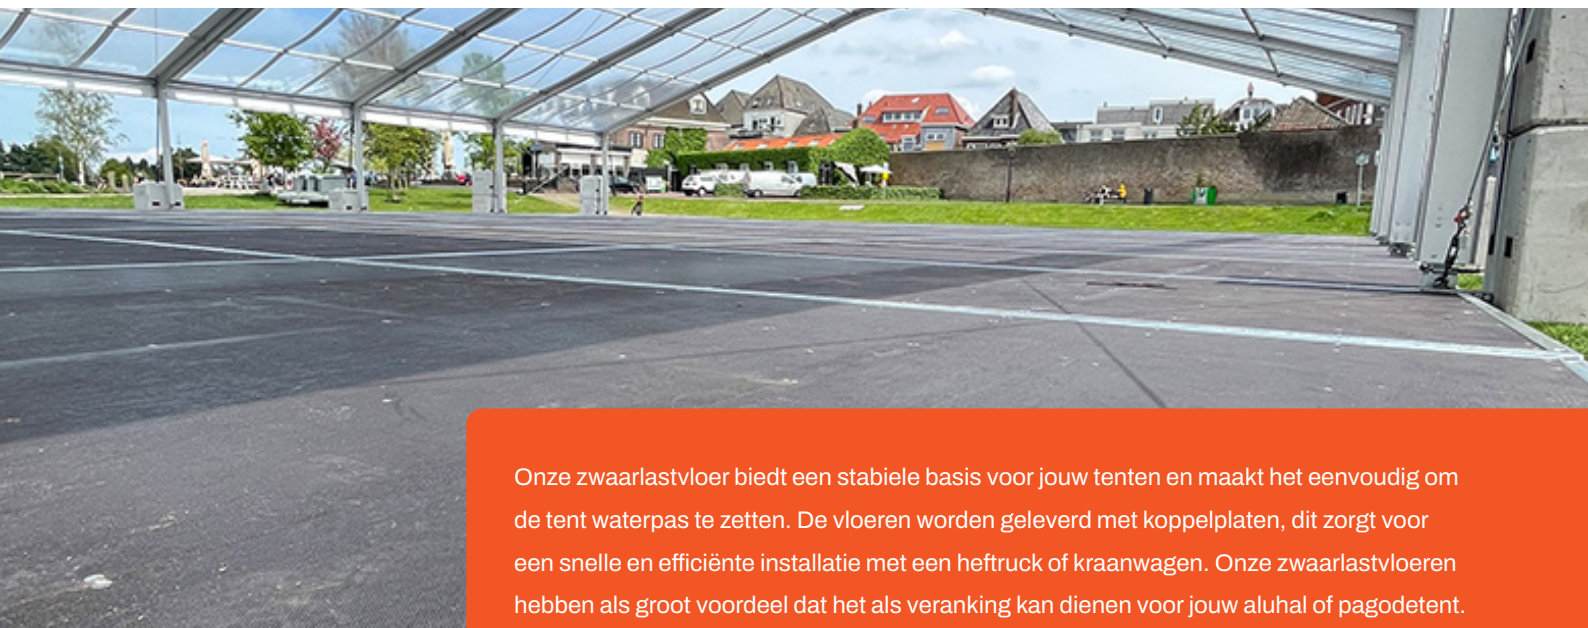 Onze zwaarlastvloer biedt een stabiele basis voor jouw tenten en maakt het eenvoudig om
de tent waterpas te zetten. De vloeren worden geleverd met koppelplaten, dit zorgt voor
een snelle en efficiënte installatie met een heftruck of kraanwagen. Onze zwaarlastvloeren
hebben als groot voordeel dat het als veranking kan dienen voor jouw aluhal of pagodetent.